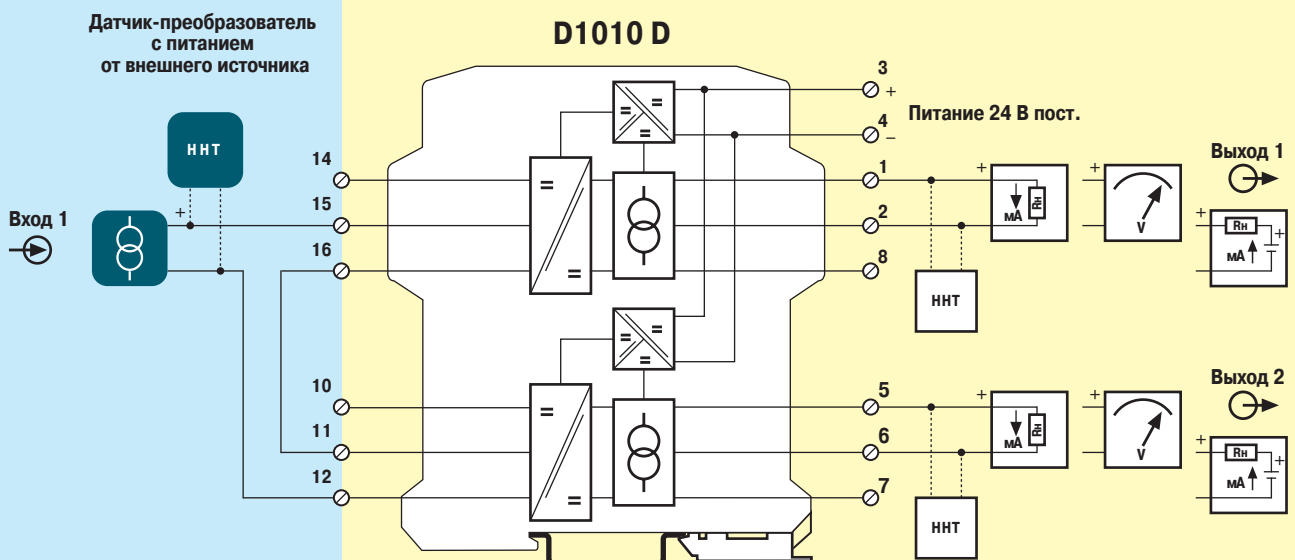 Датчик-преобразователь
с питанием
от внешнего источника
D1010 D
ННТ
Вход 1
+
14
15
16
10
11
12
3
+
4
–
Питание 24 В пост.
1
2
8
+
мА
Rн
+
V
ННТ
Выход 1
+
Rн
+
мА
5
6
7
+
мА
Rн
+
V
ННТ
Выход 2
+
Rн
+
мА